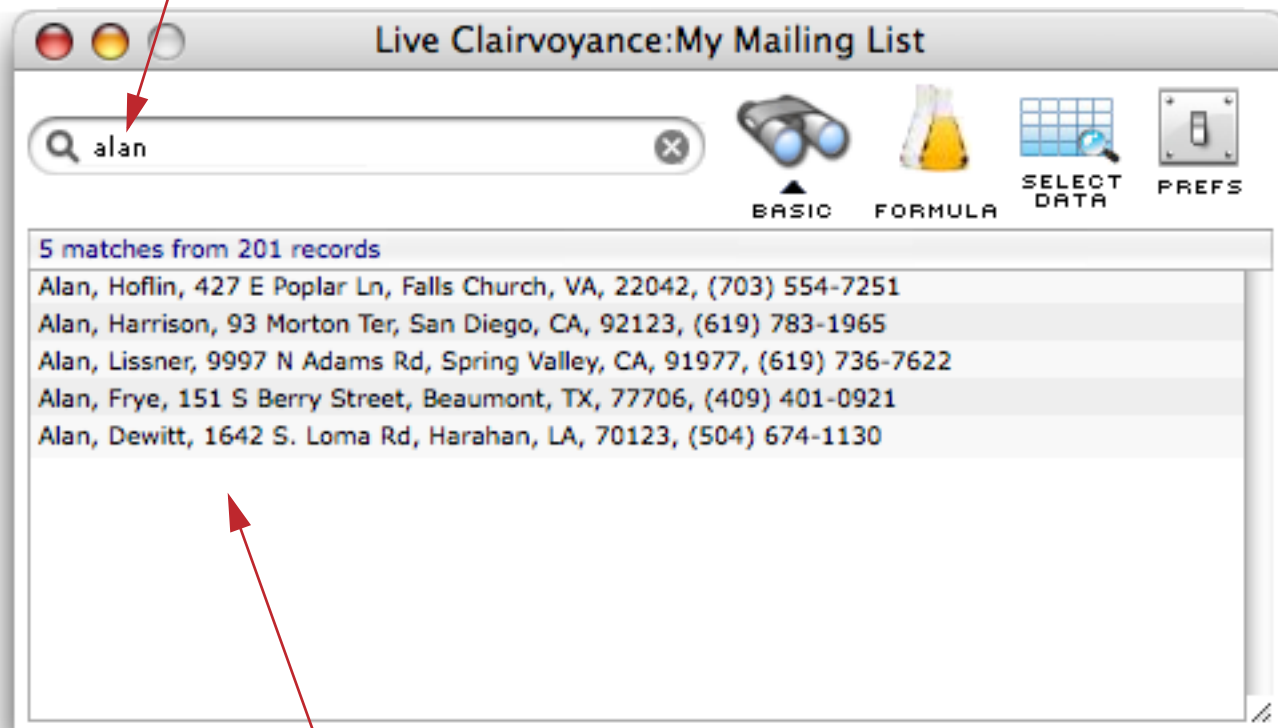 Live Clairvoyance:My Mailing List
alan
BASIC
FORMULA
SELECT
DATA
PREFS
5 matches from 201 records
Alan, Hoflin, 427 E Poplar Ln, Falls Church, VA, 22042, (703) 554-7251
Alan, Harrison, 93 Morton Ter, San Diego, CA, 92123, (619) 783-1965
Alan, Lissner, 9997 N Adams Rd, Spring Valley, CA, 91977, (619) 736-7622
Alan, Frye, 151 S Berry Street, Beaumont, TX, 77706, (409) 401-0921
Alan, Dewitt, 1642 S. Loma Rd, Harahan, LA, 70123, (504) 674-1130